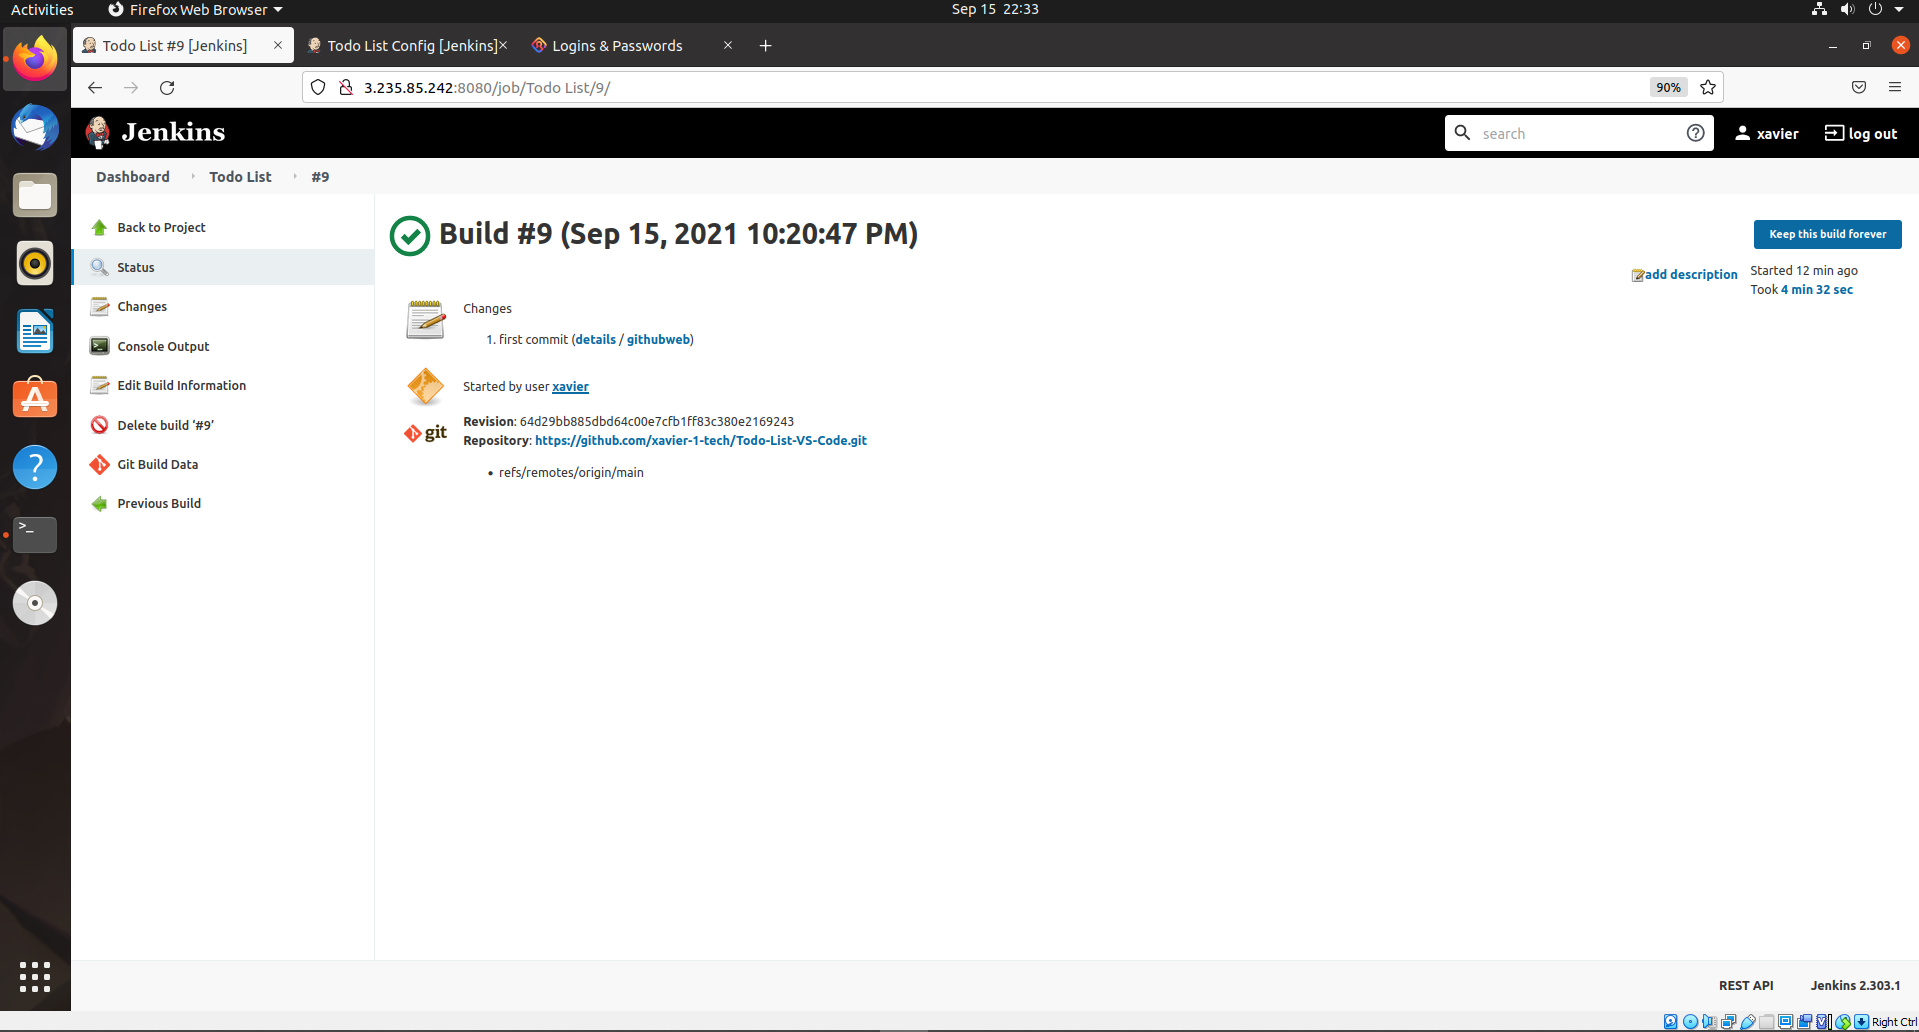 Activities
Firefox Web Browser
Sep 15 22:33
Todo List #9 [Jenkins]
Todo List Config [Jenkins]
Logins & Passwords
3.235.85.242:8080/job/Todo List/9/
90%
Jenkins
search
xavier
log out
Dashboard
Todo List
#9
Back to Project
Status
Changes
Console Output
Edit Build Information
Delete build ‘#9’
Git Build Data
Previous Build
Build #9 (Sep 15, 2021 10:20:47 PM)
Keep this build forever
add description
Started 12 min ago
Took 4 min 32 sec
Changes
1. first commit (details / githubweb)
Started by user xavier
git
Revision: 64d29bb885dbd64c00e7cfb1ff83c380e2169243
Repository: https://github.com/xavier-1-tech/Todo-List-VS-Code.git
• refs/remotes/origin/main
REST API
Jenkins 2.303.1
Right Ctrl